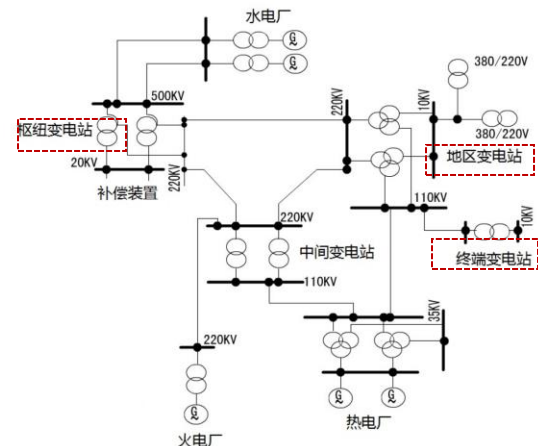 水电厂
G
~
G
~
380/220V
500KV
枢纽变电站
220KV
10KV
380/220V
地区变电站
20KV
220KV
补偿装置
110KV
10KV
220KV
中间变电站
终端变电站
110KV
35KV
220KV
G
~
火电厂
G
~
G
~
热电厂